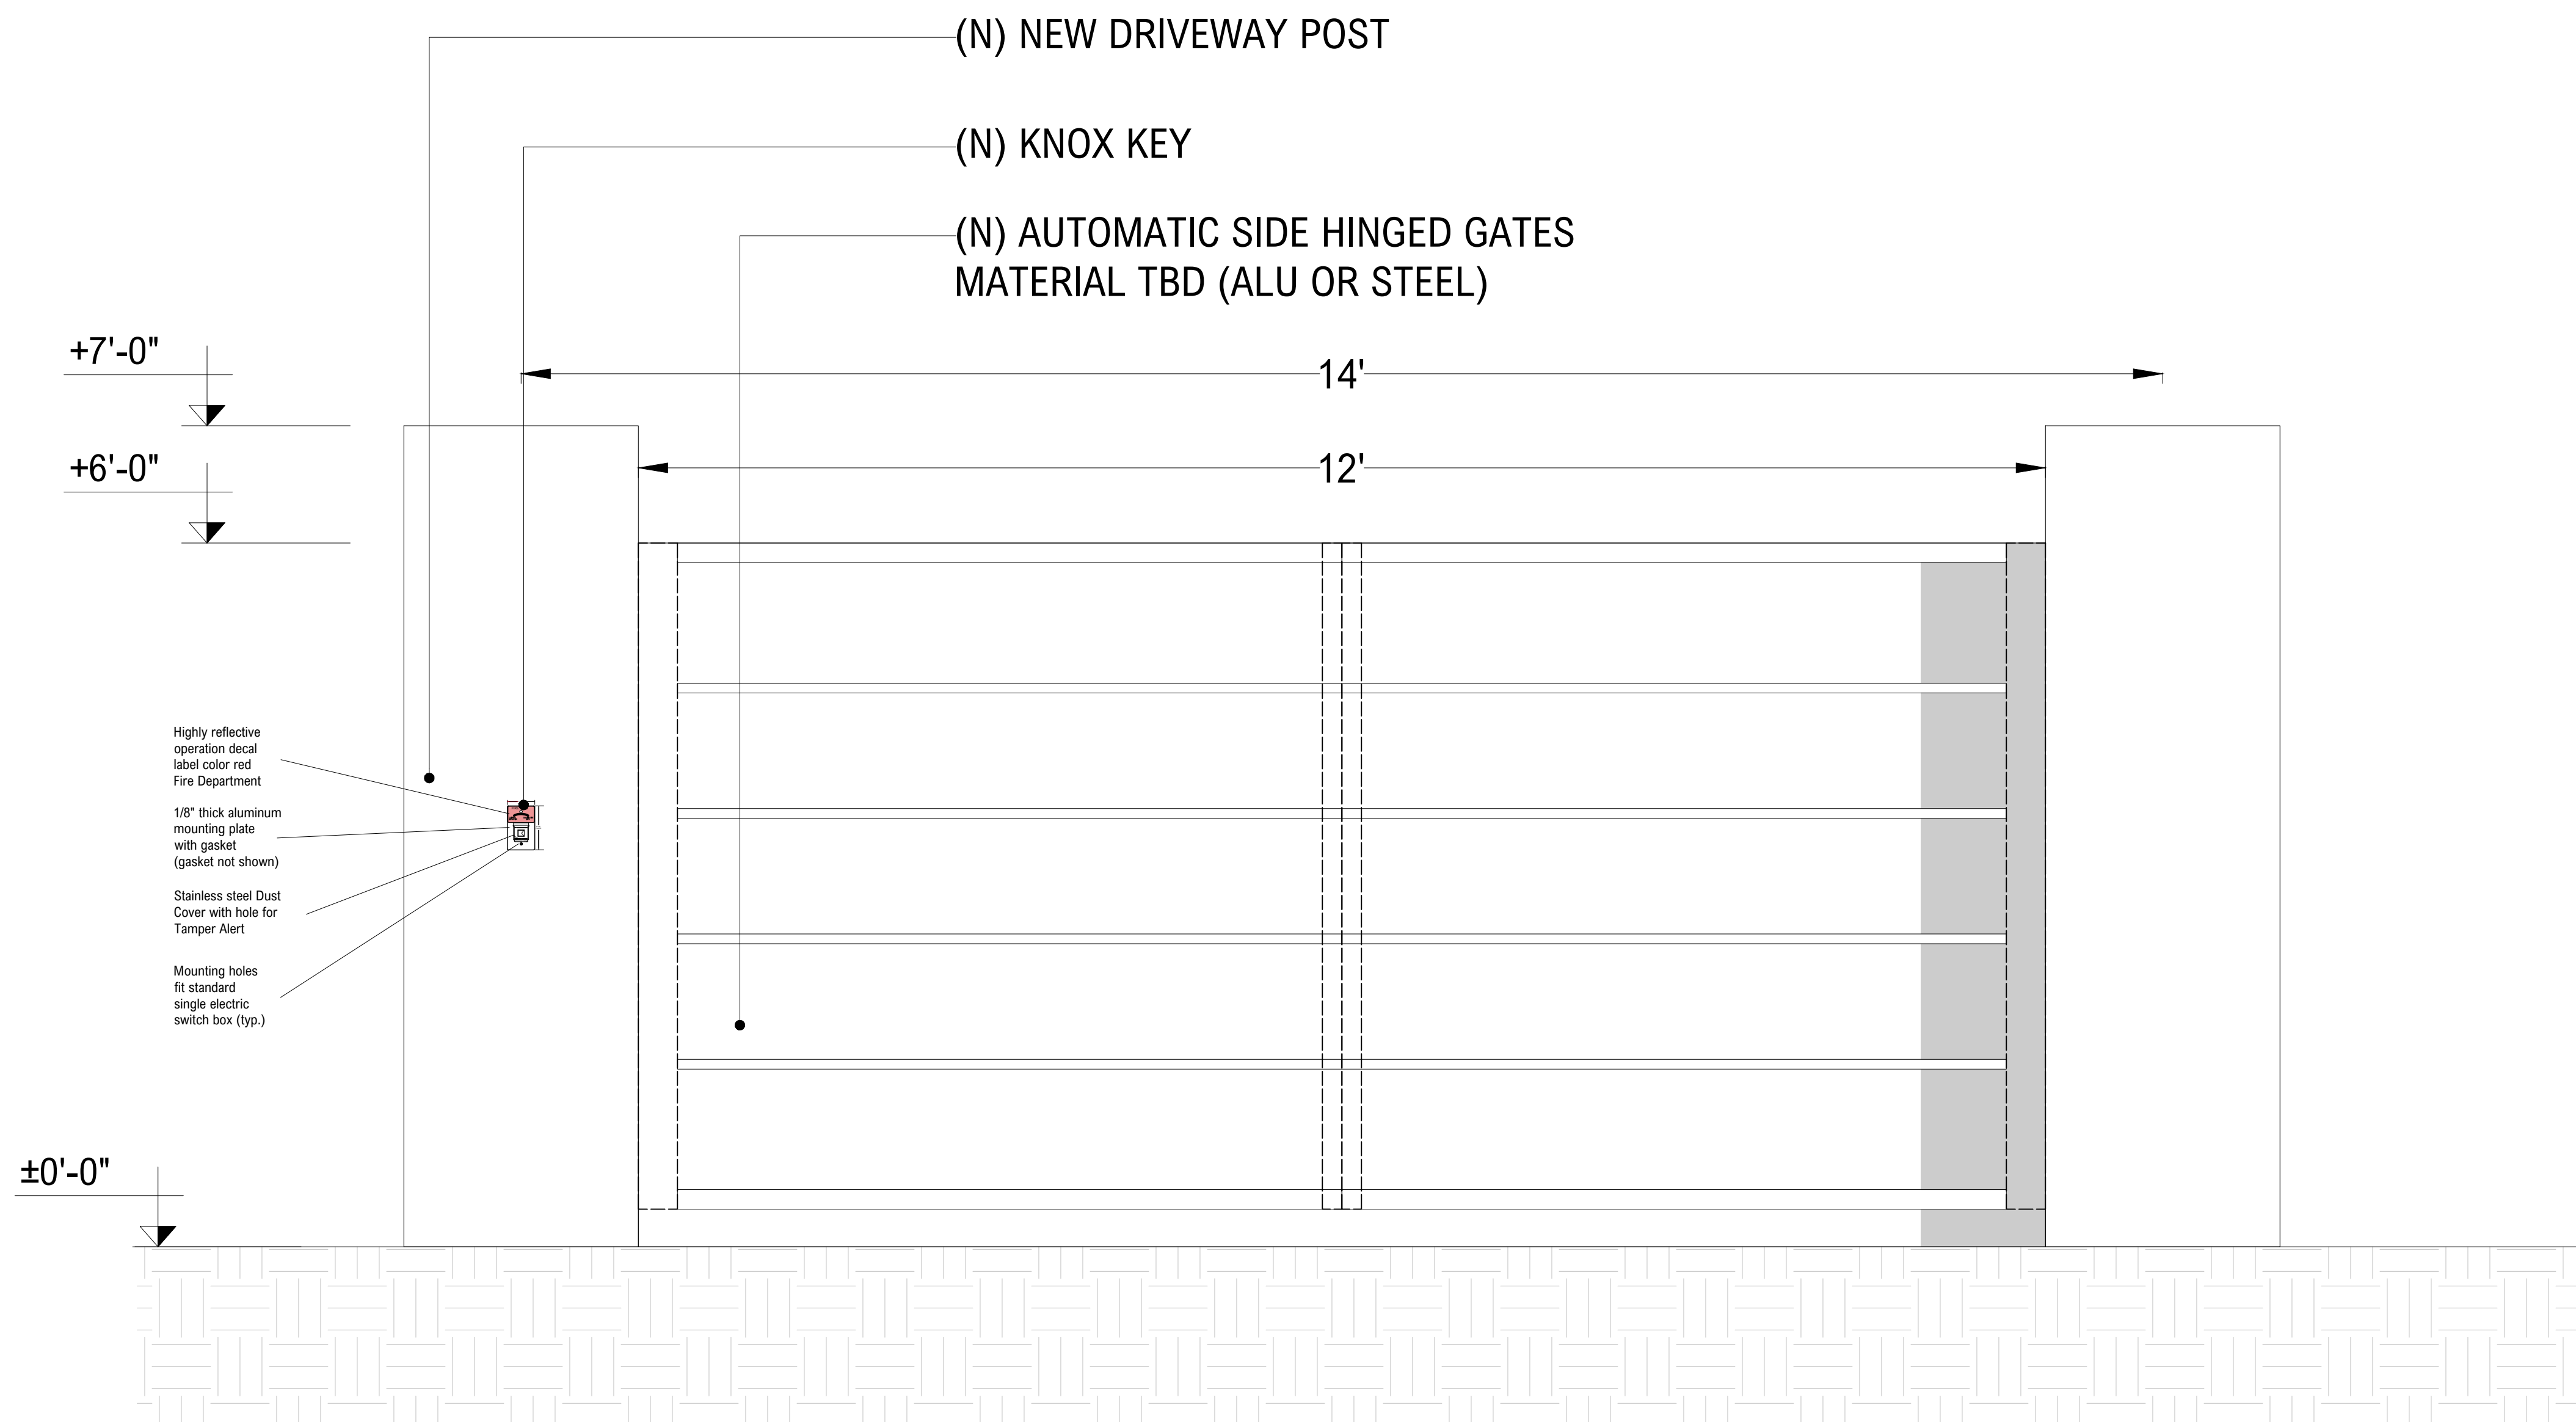 (N) NEW DRIVEWAY POST
(N) KNOX KEY
(N) AUTOMATIC SIDE HINGED GATES
MATERIAL TBD (ALU OR STEEL)
+7'-0"
14'
+6'-0"
12'
Highly reflective
operation decal
label color red
Fire Department
1/8" thick aluminum
mounting plate
with gasket
(gasket not shown)
Stainless steel Dust
Cover with hole for
Tamper Alert
Mounting holes
fit standard
single electric
switch box (typ.)
±0'-0"